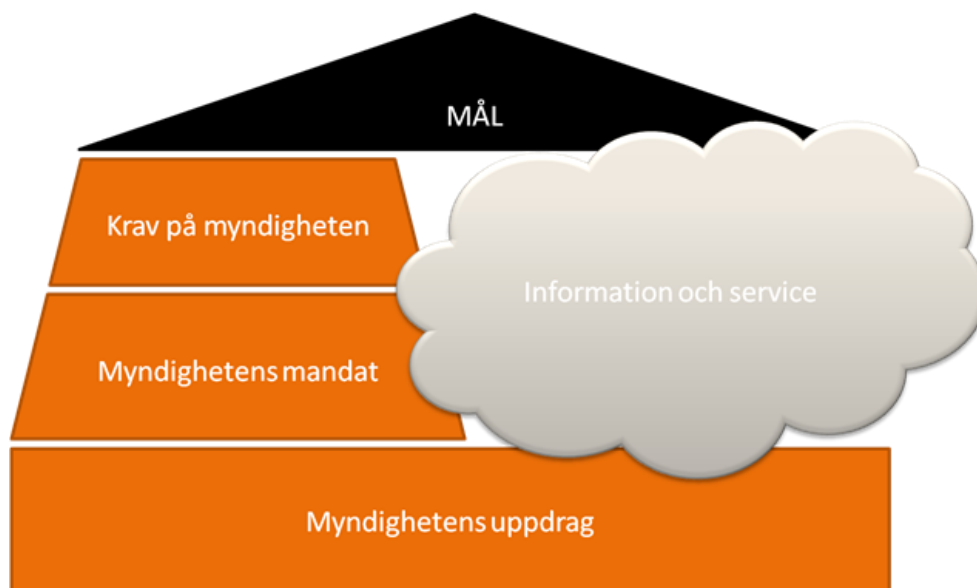 MÅL
Krav på myndigheten
Information och service
Myndighetens mandat
Myndighetens uppdrag